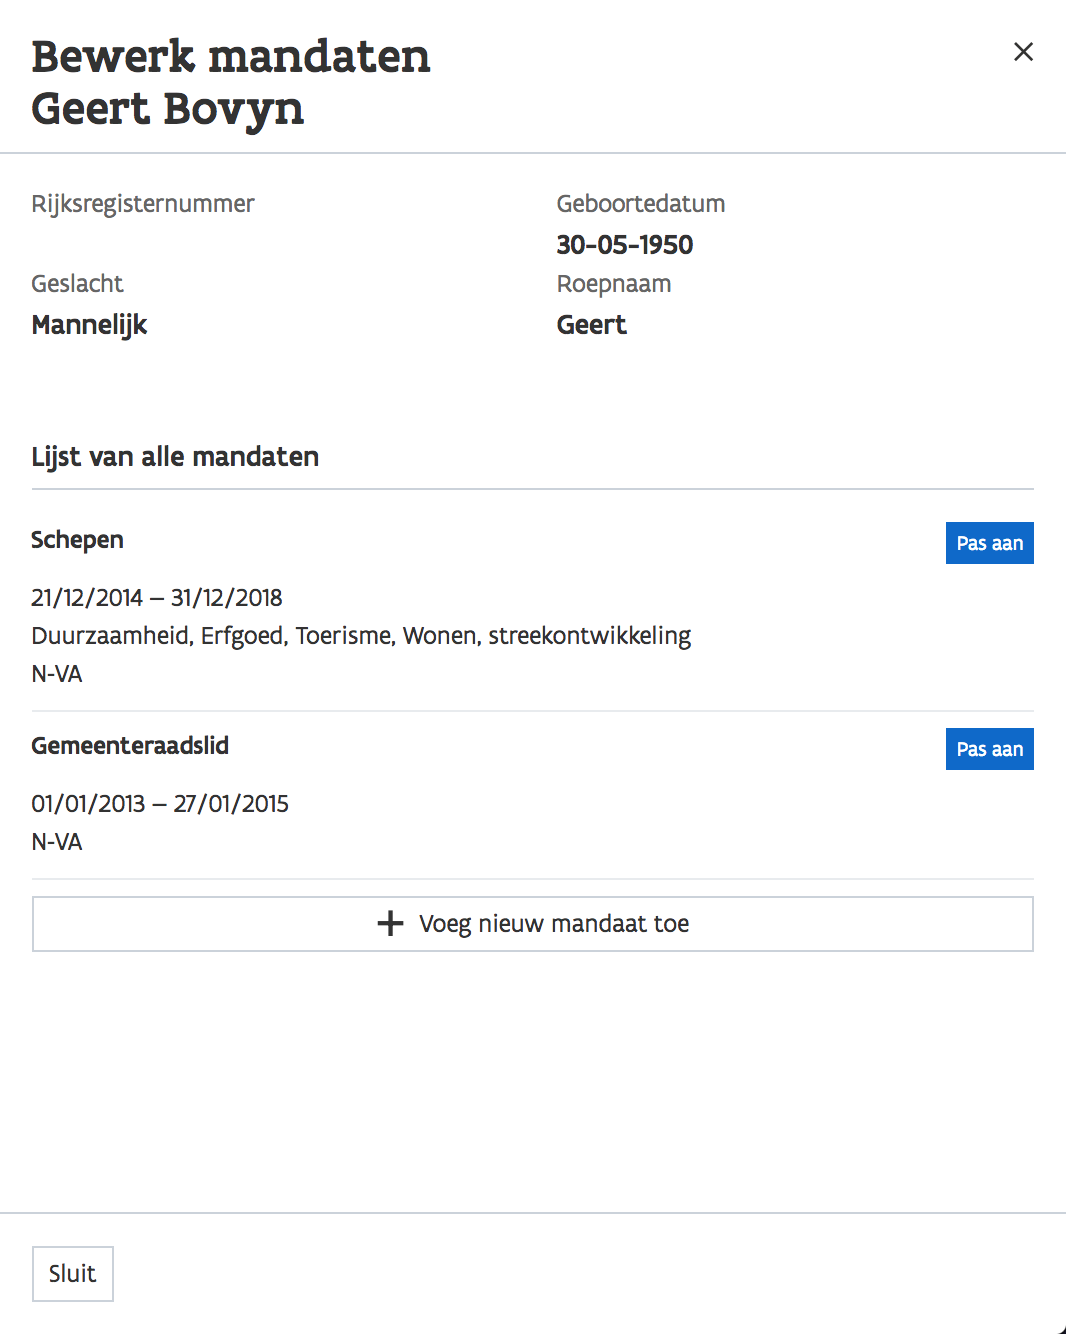 Bewerk mandaten
Geert Bovyn
Rijksregisternummer
Geboortedatum
30-05-1950
Geslacht
Mannelijk
Roepnaam
Geert
Lijst van alle mandaten
Schepen
Pas aan
21/12/2014 – 31/12/2018
Duurzaamheid, Erfgoed, Toerisme, Wonen, streekontwikkeling
N-VA
Gemeenteraadslid
Pas aan
01/01/2013 – 27/01/2015
N-VA
Voeg nieuw mandaat toe
Sluit